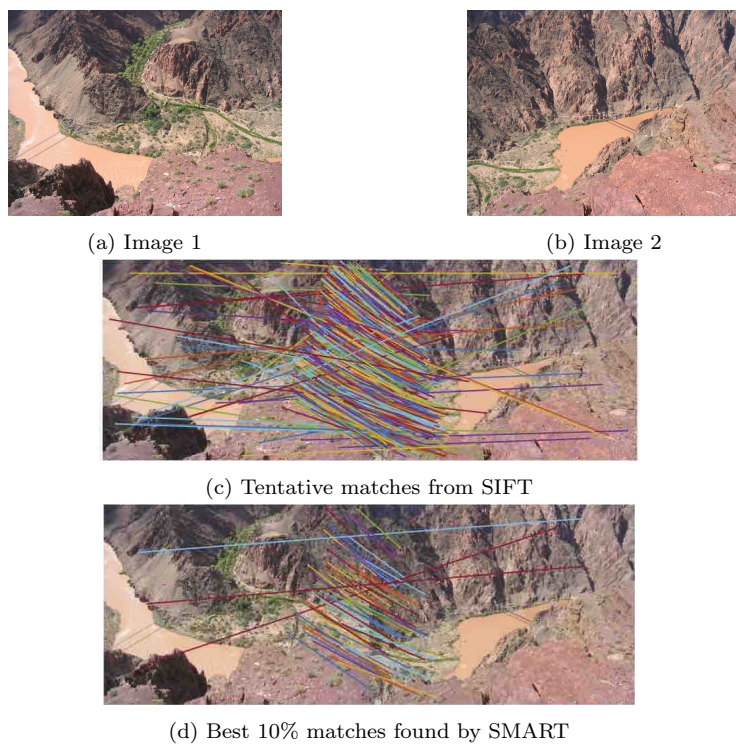 (a) Image 1
(b) Image 2
(c) Tentative matches from SIFT
(d) Best 10% matches found by SMART